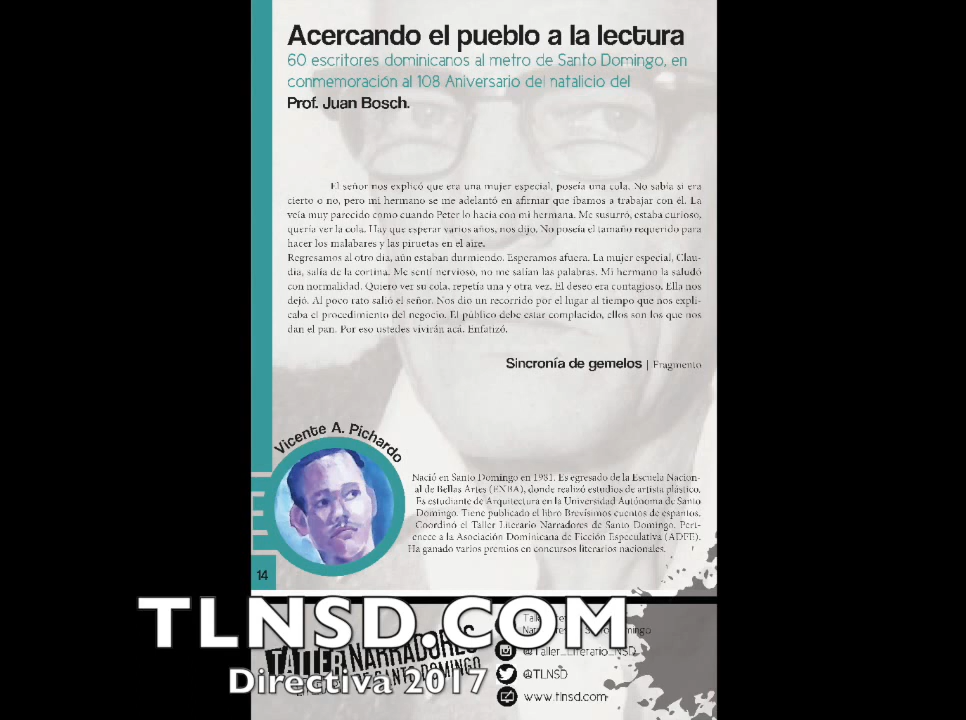 Acercando el pueblo a la lectura
60 escritores dominicanos al metro de Santo Domingo, en
conmemoración al 108 Aniversario del natalicio del
Prof. Juan Bosch.
El señor nos explicó que era una mujer especial, poseía una cola. No sabía si era
cierto o no, pero mi hermano se me adelantó en afirmar que íbamos a trabajar con él. La
veía muy parecido como cuando Peter lo hacía con mi hermana. Me susurró, estaba curioso,
quería ver la cola. Hay que esperar varios años, nos dijo. No poseía el tamaño requerido para
hacer los malabares y las piruetas en el aire.
Regresamos al otro día, aún estaban durmiendo. Esperamos afuera. La mujer especial, Clau-
dia, salía de la cortina. Me sentí nervioso, no me salían las palabras. Mi hermano la saludó
con normalidad. Quiero ver su cola, repetía una y otra vez. El deseo era contagioso. Ella nos
dejó. Al poco rato salió el señor. Nos dio un recorrido por el lugar al tiempo que nos expli-
caba el procedimiento del negocio. El público debe estar complacido, ellos son los que nos
dan el pan. Por eso ustedes vivirán acá. Enfatizó.
Sincronía de gemelos | Fragmento
Vicente A. Pichardo
Nació en Santo Domingo en 1981. Es egresado de la Escuela Nacion-
al de Bellas Artes (ENBA), donde realizó estudios de artista plástico.
Es estudiante de Arquitectura en la Universidad Autónoma de Santo
Domingo. Tiene publicado el libro Brevísimos cuentos de espantos.
Coordinó el Taller Literario Narradores de Santo Domingo. Pert-
enece a la Asociación Dominicana de Ficción Especulativa (ADFE).
Ha ganado varios premios en concursos literarios nacionales.
14
TLNSD.COM
TALLER NARRADORES
DE SANTO DOMINGO
Directiva 2017
@Taller_Literario_NSD
@TLNSD
www.tlnsd.com